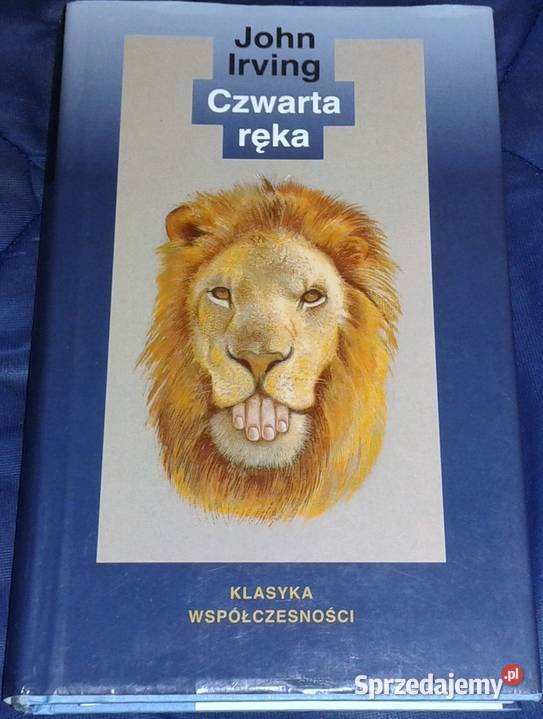 John
Irving
Czwarta
ręka
KLASYKA
WSPÓŁCZESNOŚCI
Sprzedajemy.pl